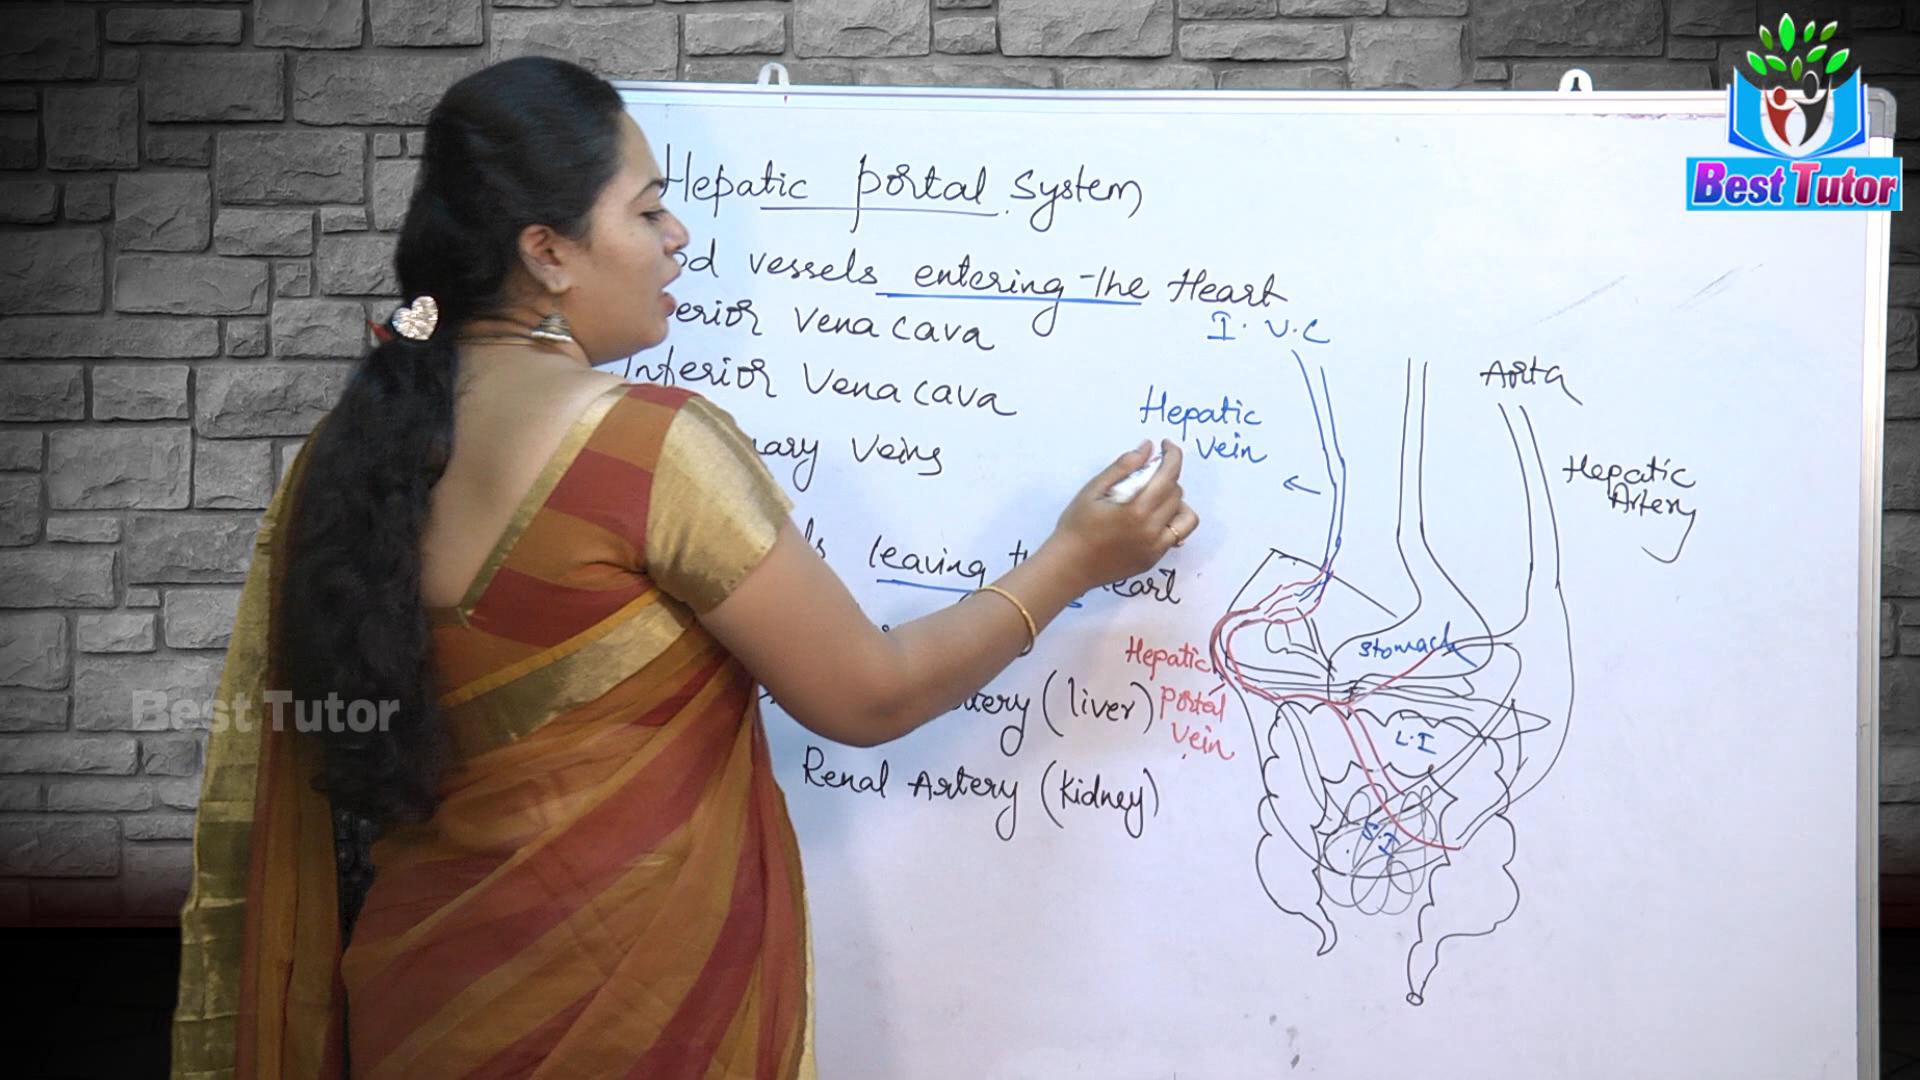 Hepatic portal system
vessels entering the Heart
Vena cava
Inferior Vena cava
Veins
leaving
(liver)
Renal Artery (kidney)
I.V.C
Hepatic
Vein
Aorta
Hepatic
Artery
Stomach
Hepatic
Portal
Vein
L.I
S.I
Best Tutor
Best Tutor